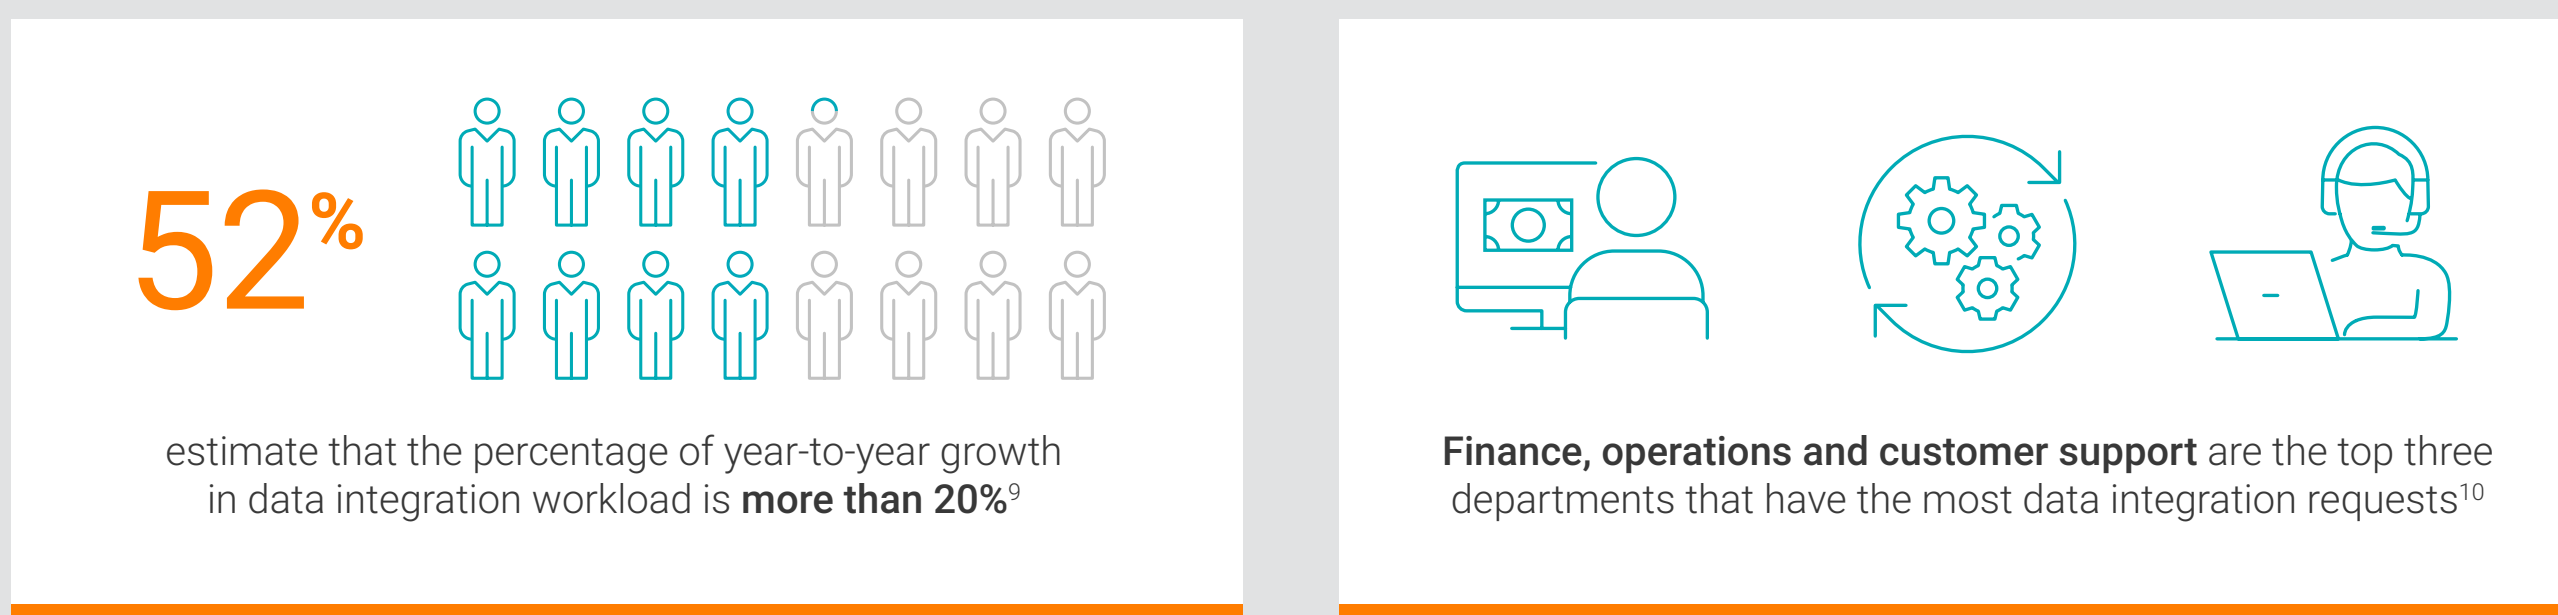 52%
estimate that the percentage of year-to-year growth
in data integration workload is more than 20%9
Finance, operations and customer support are the top three
departments that have the most data integration requests10